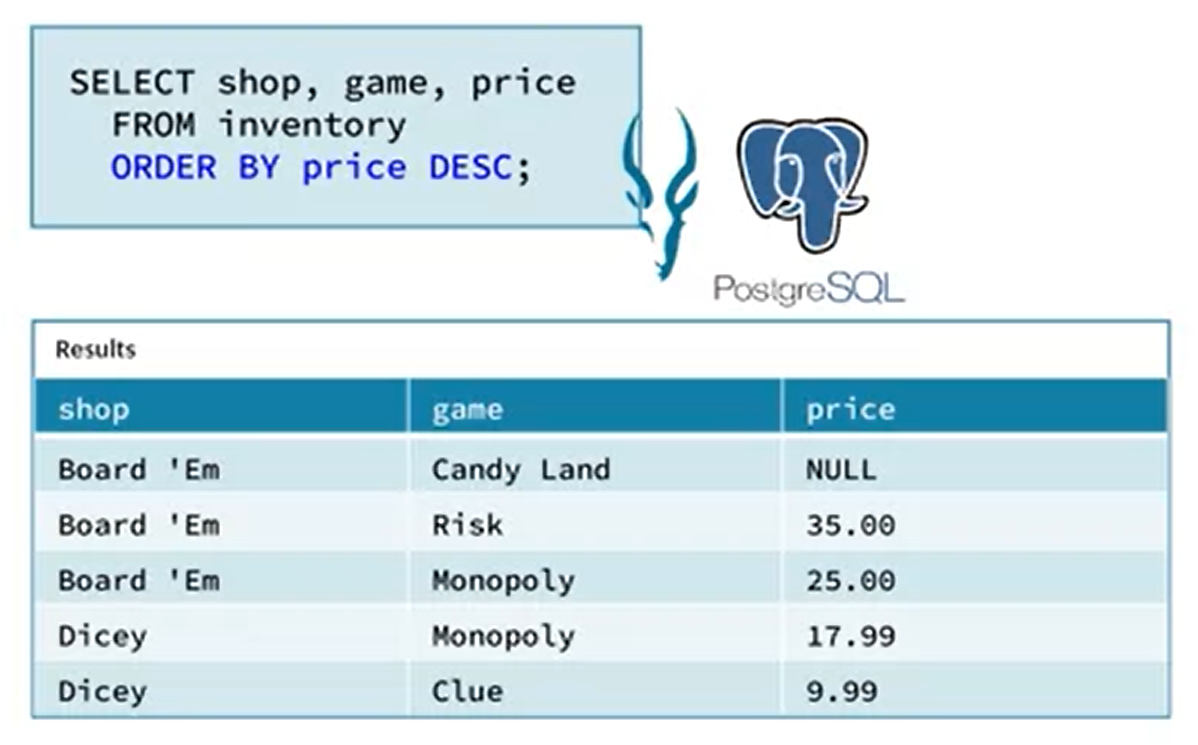 SELECT shop, game, price
FROM inventory
ORDER BY price DESC;
PostgreSQL
Results
shop game price
Board 'Em Candy Land NULL
Board 'Em Risk 35.00
Board 'Em Monopoly 25.00
Dicey Monopoly 17.99
Dicey Clue 9.99